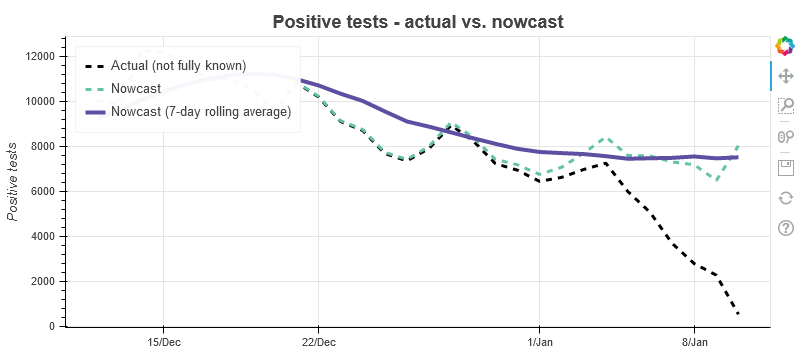 Positive tests - actual vs. nowcast
12000
10000
8000
6000
4000
2000
0
Positive tests
Actual (not fully known)
Nowcast
Nowcast (7-day rolling average)
15/Dec
22/Dec
1/Jan
8/Jan